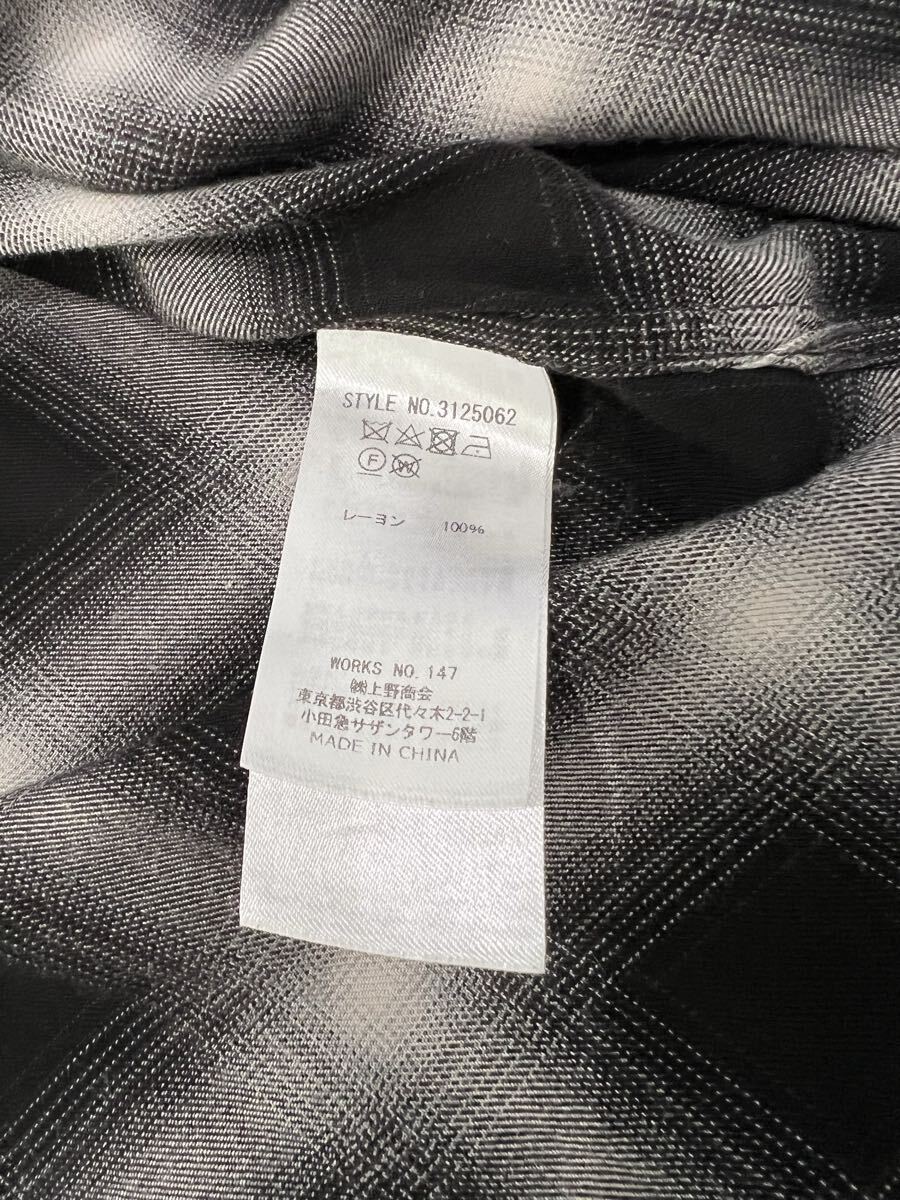 STYLE NO.3125062
F W
レーヨン 100%
WORKS NO. 147
㈱上野商会
東京都渋谷区代々木2-2-1
小田急サザンタワー6階
MADE IN CHINA